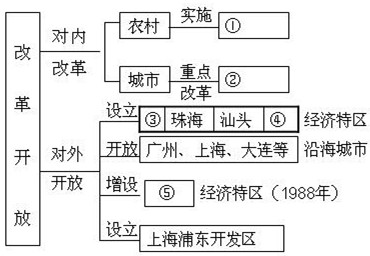 改革开放
对内
改革
农村
实施
①
城市
重点
改革
②
对外
开放
设立
③ 珠海 汕头 ④ 经济特区
开放
广州、上海、大连等 沿海城市
增设
⑤ 经济特区（1988年）
设立
上海浦东开发区